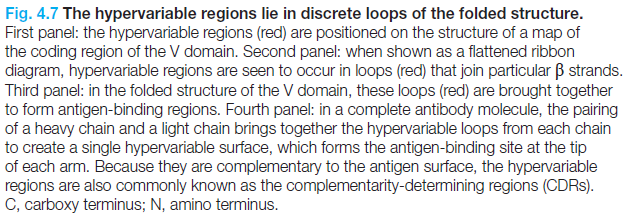 Fig. 4.7 The hypervariable regions lie in discrete loops of the folded structure.
First panel: the hypervariable regions (red) are positioned on the structure of a map of
the coding region of the V domain. Second panel: when shown as a flattened ribbon
diagram, hypervariable regions are seen to occur in loops (red) that join particular β strands.
Third panel: in the folded structure of the V domain, these loops (red) are brought together
to form antigen-binding regions. Fourth panel: in a complete antibody molecule, the pairing
of a heavy chain and a light chain brings together the hypervariable loops from each chain
to create a single hypervariable surface, which forms the antigen-binding site at the tip
of each arm. Because they are complementary to the antigen surface, the hypervariable
regions are also commonly known as the complementarity-determining regions (CDRs).
C, carboxy terminus; N, amino terminus.